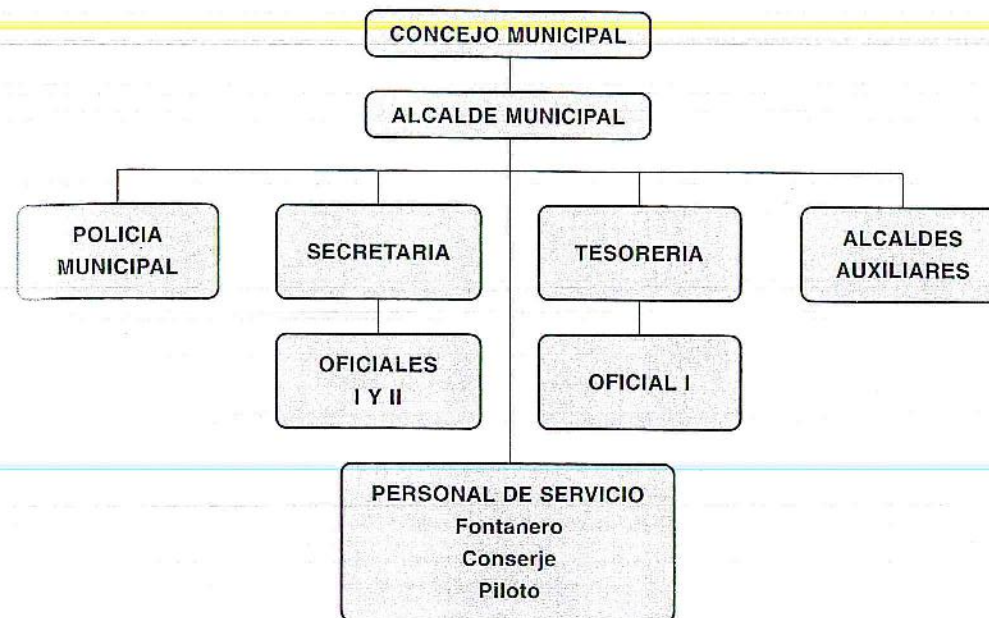 CONCEJO MUNICIPAL
ALCALDE MUNICIPAL
POLICIA
MUNICIPAL
SECRETARIA
TESORERIA
ALCALDES
AUXILIARES
OFICIALES
I Y II
OFICIAL I
PERSONAL DE SERVICIO
Fontanero
Conserje
Piloto